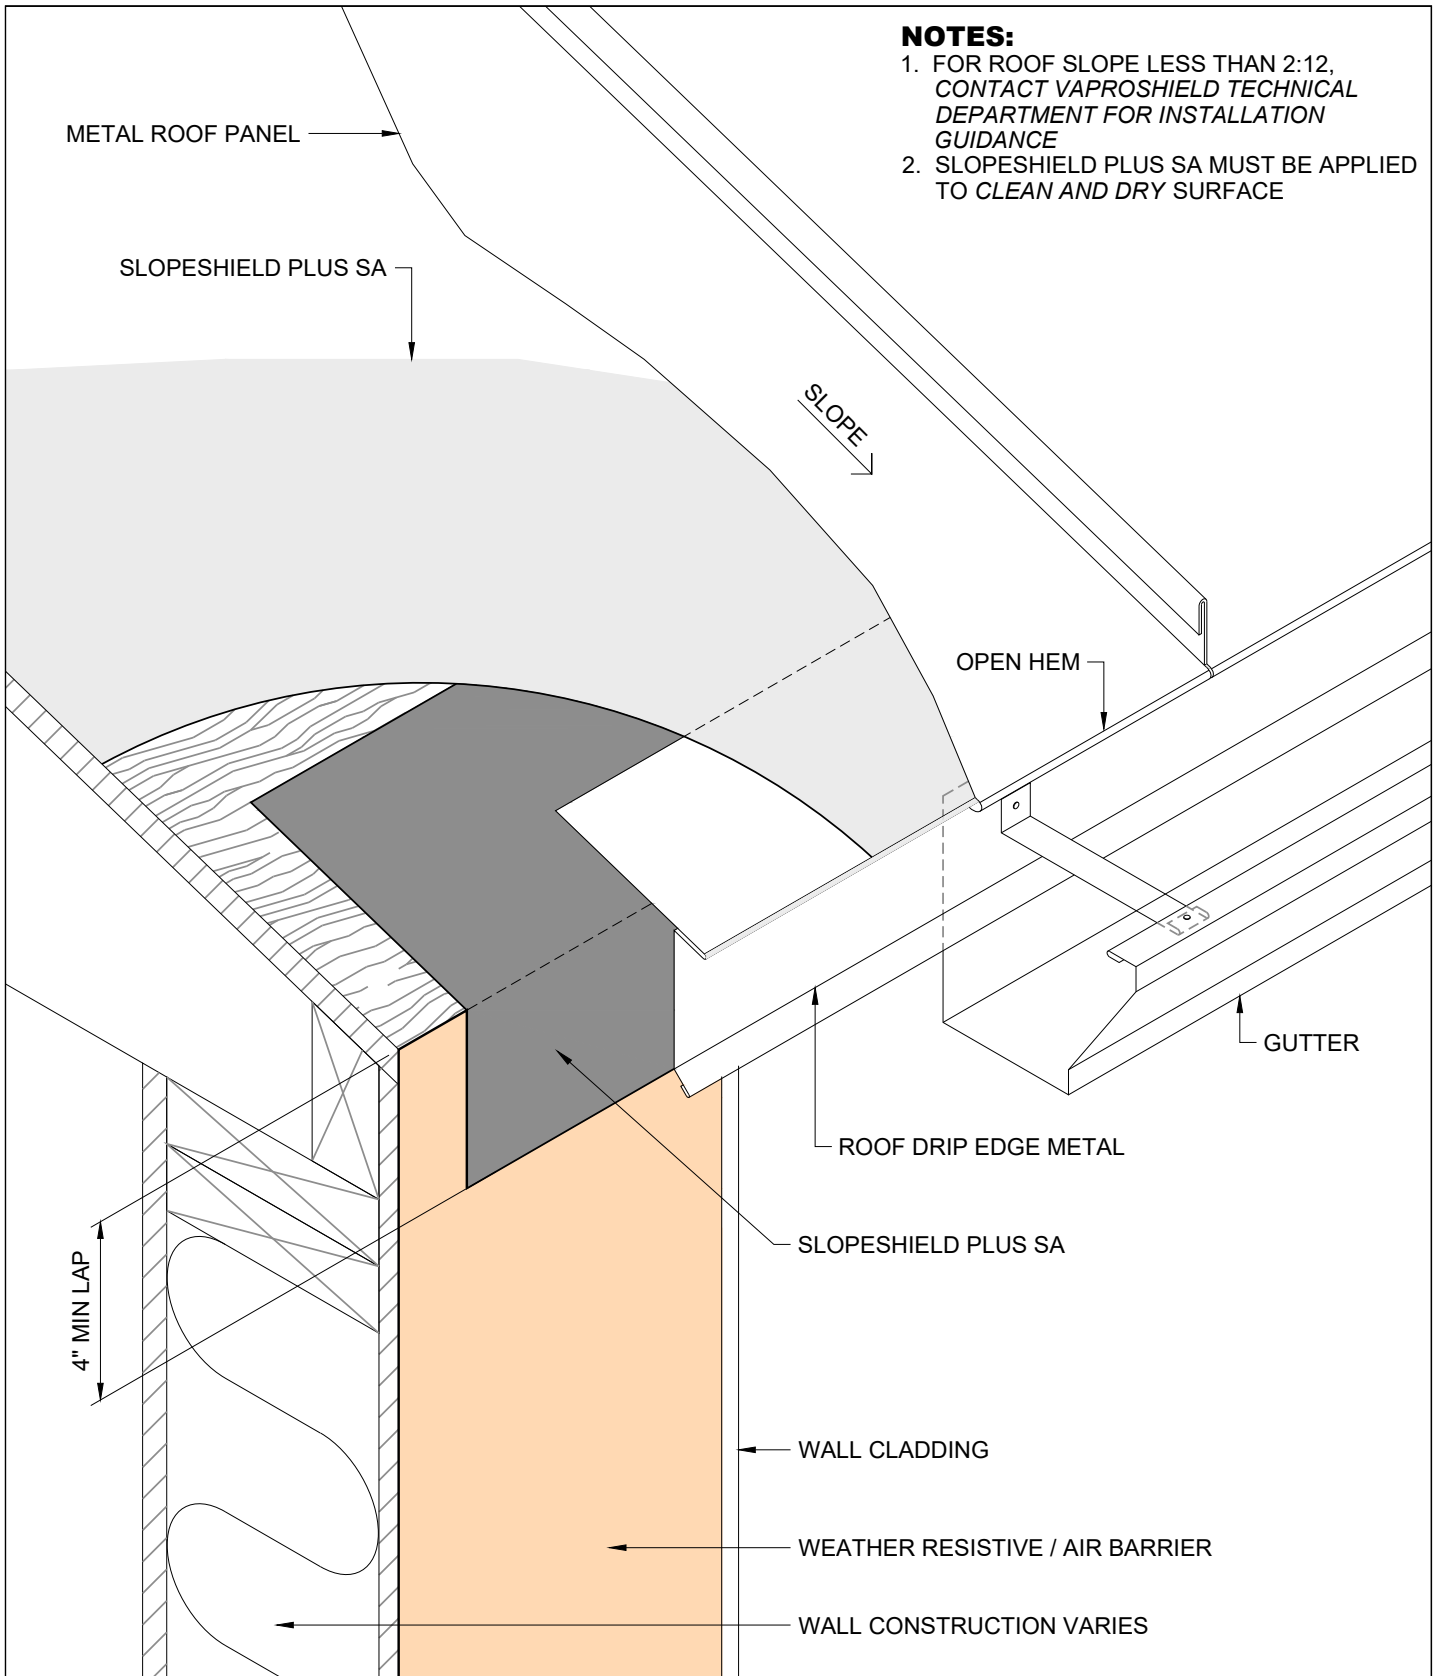 NOTES:
1. FOR ROOF SLOPE LESS THAN 2:12,
CONTACT VAPROSHIELD TECHNICAL
DEPARTMENT FOR INSTALLATION
GUIDANCE
2. SLOPESHIELD PLUS SA MUST BE APPLIED
TO CLEAN AND DRY SURFACE
METAL ROOF PANEL
SLOPESHIELD PLUS SA
SLOPE
OPEN HEM
GUTTER
ROOF DRIP EDGE METAL
SLOPESHIELD PLUS SA
4" MIN LAP
WALL CLADDING
WEATHER RESISTIVE / AIR BARRIER
WALL CONSTRUCTION VARIES